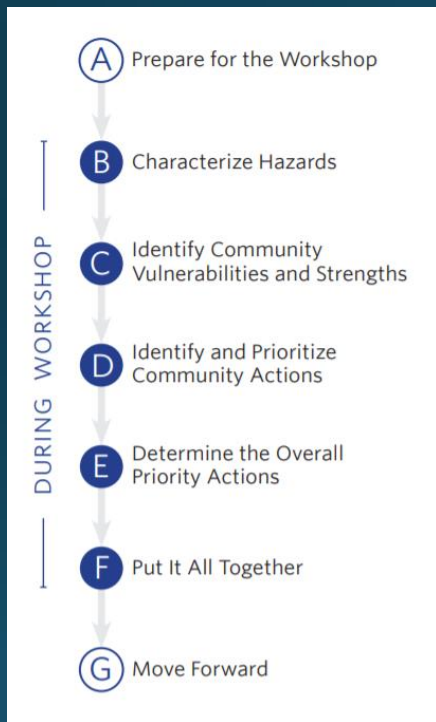 A Prepare for the Workshop
B Characterize Hazards
C Identify Community
Vulnerabilities and Strengths
D Identify and Prioritize
Community Actions
E Determine the Overall
Priority Actions
F Put It All Together
G Move Forward
DURING WORKSHOP